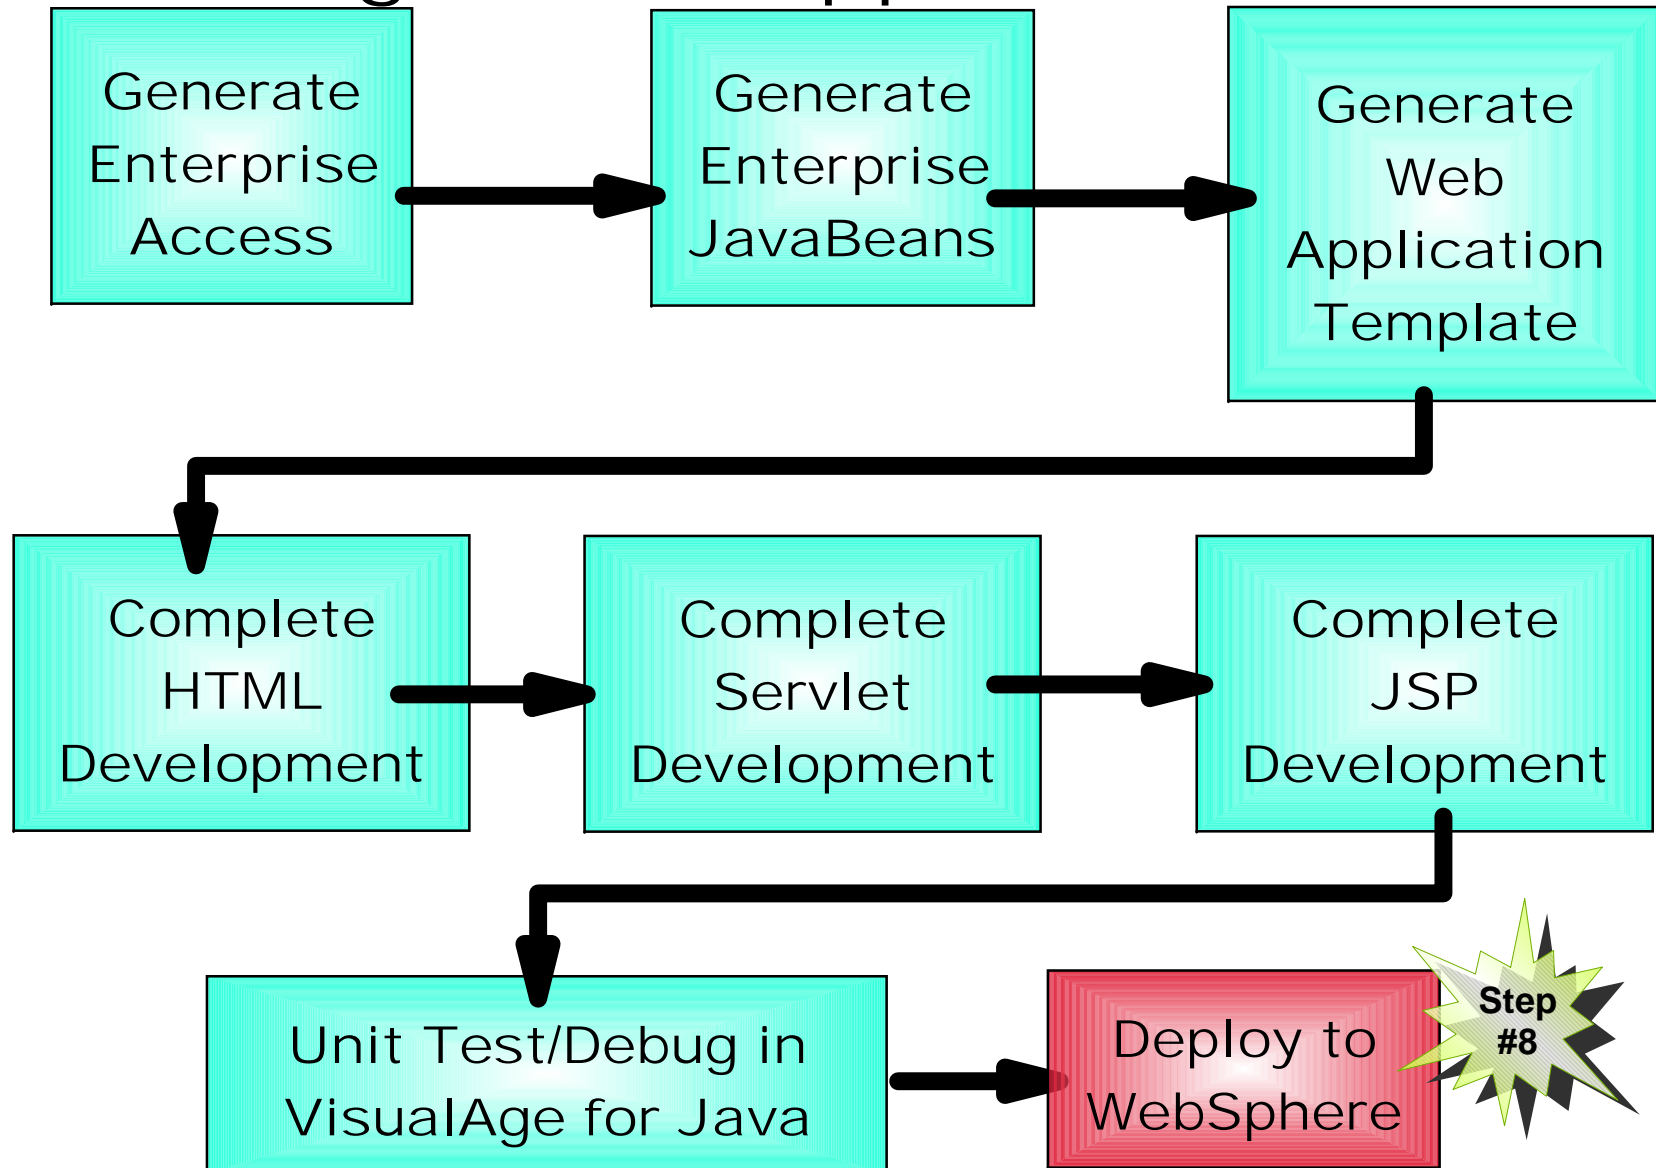 Generate
Enterprise
Access
Generate
Enterprise
JavaBeans
Generate
Web
Application
Template
Complete
HTML
Development
Complete
Servlet
Development
Complete
JSP
Development
Unit Test/Debug in
VisualAge for Java
Deploy to
WebSphere
Step
#8